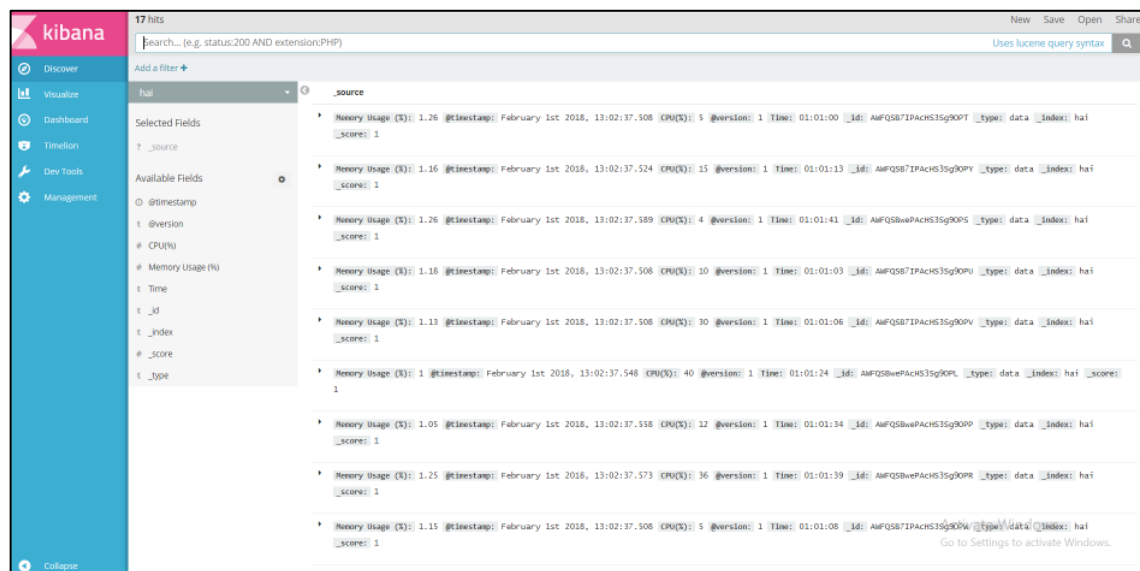 kibana
Discover
Visualize
Dashboard
Timelion
Dev Tools
Management
Collapse
17 hits
New Save Open Share
Search... (e.g. status:200 AND extension:PHP)
Uses lucene query syntax
Add a filter +
hai
Selected Fields
? _source
Available Fields
@timestamp
t @version
# CPU(%)
# Memory Usage (%)
t Time
t _id
t _index
# _score
t _type
_source
Memory Usage (%): 1.26 @timestamp: February 1st 2018, 13:02:37.508 CPU(%): 5 @version: 1 Time: 01:01:00 _id: AWFQSB7IPAcHS3Sg9OPT _type: data _index: hai
_score: 1
Memory Usage (%): 1.16 @timestamp: February 1st 2018, 13:02:37.524 CPU(%): 15 @version: 1 Time: 01:01:13 _id: AWFQSB7IPAcHS3Sg9OPY _type: data _index: hai
_score: 1
Memory Usage (%): 1.26 @timestamp: February 1st 2018, 13:02:37.589 CPU(%): 4 @version: 1 Time: 01:01:41 _id: AWFQSBwePAcHS3Sg9OPS _type: data _index: hai
_score: 1
Memory Usage (%): 1.18 @timestamp: February 1st 2018, 13:02:37.508 CPU(%): 10 @version: 1 Time: 01:01:03 _id: AWFQSB7IPAcHS3Sg9OPU _type: data _index: hai
_score: 1
Memory Usage (%): 1.13 @timestamp: February 1st 2018, 13:02:37.508 CPU(%): 30 @version: 1 Time: 01:01:06 _id: AWFQSB7IPAcHS3Sg9OPV _type: data _index: hai
_score: 1
Memory Usage (%): 1 @timestamp: February 1st 2018, 13:02:37.548 CPU(%): 40 @version: 1 Time: 01:01:24 _id: AWFQSBwePAcHS3Sg9OPL _type: data _index: hai _score:
1
Memory Usage (%): 1.05 @timestamp: February 1st 2018, 13:02:37.558 CPU(%): 12 @version: 1 Time: 01:01:34 _id: AWFQSBwePAcHS3Sg9OPP _type: data _index: hai
_score: 1
Memory Usage (%): 1.25 @timestamp: February 1st 2018, 13:02:37.573 CPU(%): 36 @version: 1 Time: 01:01:39 _id: AWFQSBwePAcHS3Sg9OPR _type: data _index: hai
_score: 1
Memory Usage (%): 1.15 @timestamp: February 1st 2018, 13:02:37.508 CPU(%): 5 @version: 1 Time: 01:01:08 _id: AWFQSB7IPAcHS3Sg9OPW _type: data _index: hai
_score: 1
Activate Windows
Go to Settings to activate Windows.